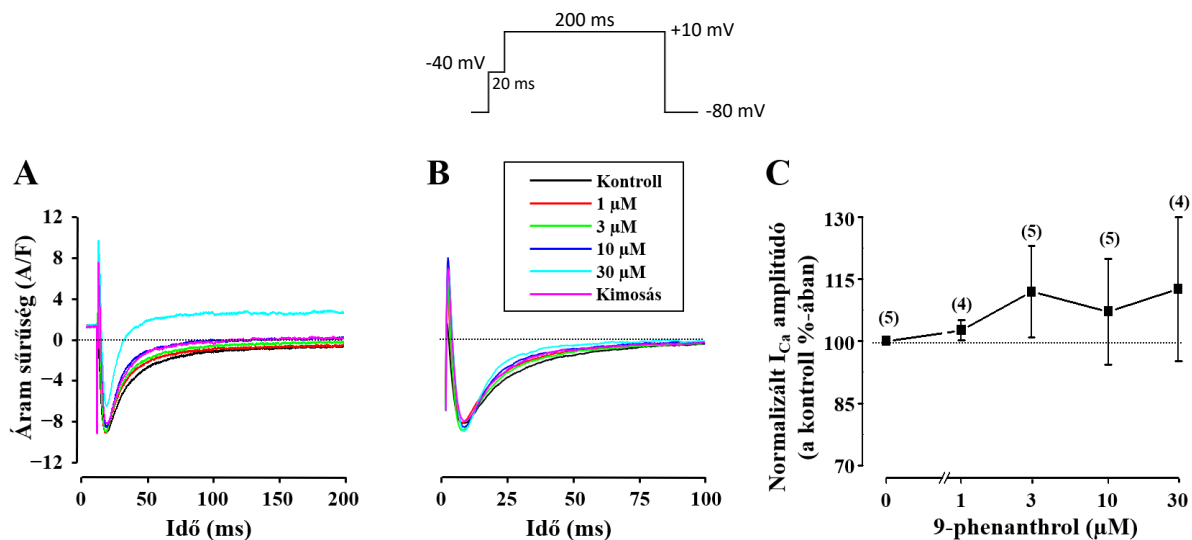 200 ms
+10 mV
-40 mV
20 ms
-80 mV
A
Áram sűrűség (A/F)
12
8
4
0
−4
−8
−12
0
50
100
150
200
Idő (ms)
B
Kontroll
1 µM
3 µM
10 µM
30 µM
Kimosás
0
25
50
75
100
Idő (ms)
C
Normalizált ICa amplitúdó
(a kontroll %-ában)
130
115
100
85
70
(5)
(4)
(5)
(5)
(4)
0
1
3
10
30
9-phenanthrol (µM)